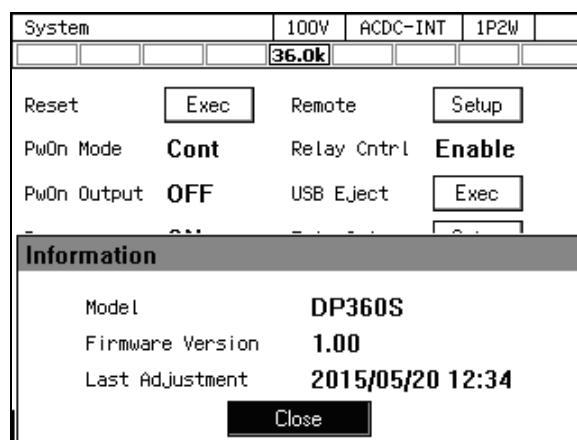 System 100V ACDC-INT 1P2W
36.0k
Reset Exec Remote Setup
PwOn Mode Cont Relay Cntrl Enable
PwOn Output OFF USB Eject Exec
Information
Model DP360S
Firmware Version 1.00
Last Adjustment 2015/05/20 12:34
Close